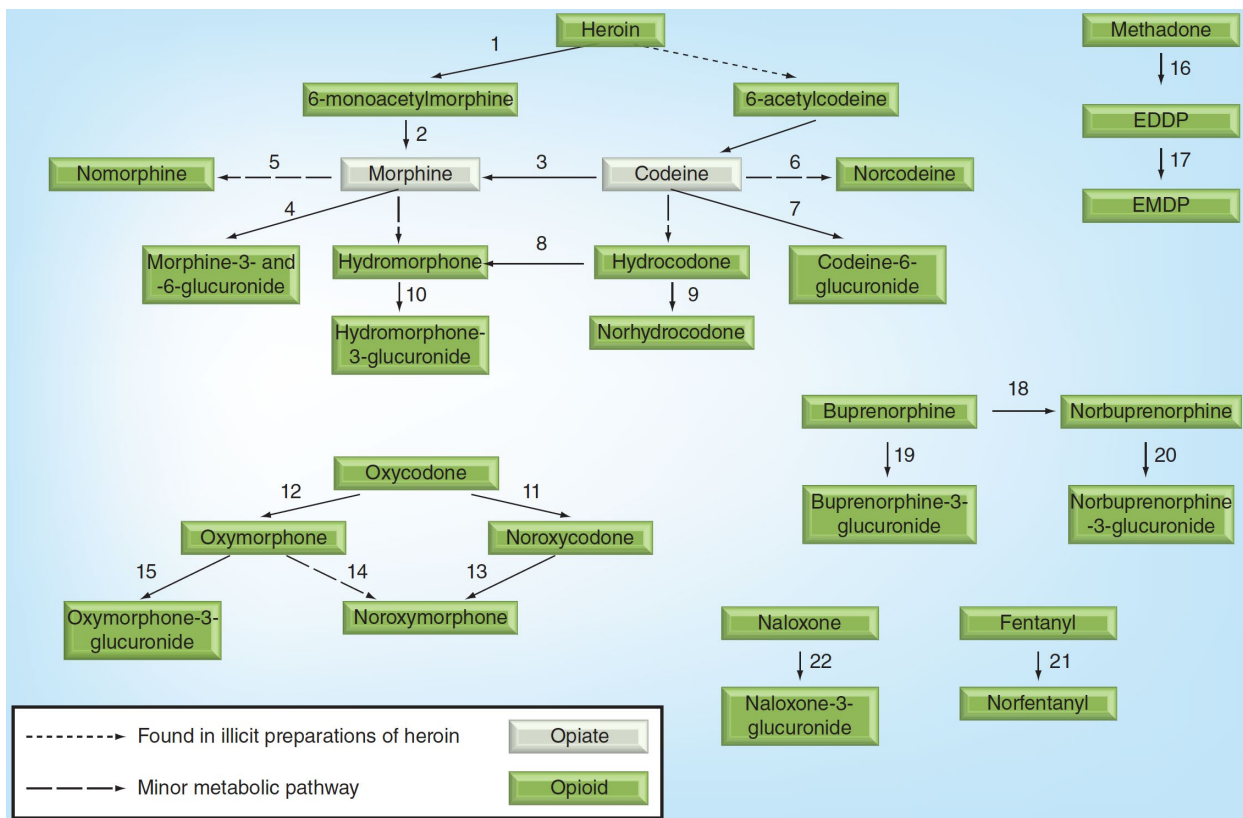 Heroin
Methadone
1
16
6-monoacetylmorphine
6-acetylcodeine
EDDP
2
17
Nomorphine
5
Morphine
3
Codeine
6
Norcodeine
EMDP
4
7
Morphine-3- and
-6-glucuronide
Hydromorphone
8
Hydrocodone
Codeine-6-
glucuronide
10
9
Hydromorphone-
3-glucuronide
Norhydrocodone
Buprenorphine
18
Norbuprenorphine
19
20
Buprenorphine-3-
glucuronide
Norbuprenorphine
-3-glucuronide
Oxycodone
12
11
Oxymorphone
Noroxycodone
15
14
13
Oxymorphone-3-
glucuronide
Noroxymorphone
Naloxone
Fentanyl
22
21
Naloxone-3-
glucuronide
Norfentanyl
Found in illicit preparations of heroin
Opiate
Minor metabolic pathway
Opioid